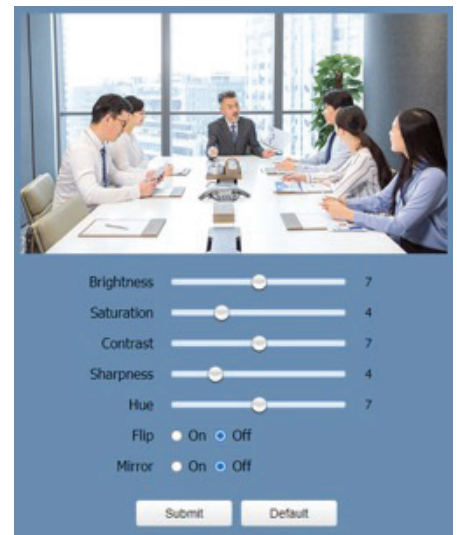 Brightness 7
Saturation 4
Contrast 7
Sharpness 4
Hue 7
Flip On Off
Mirror On Off
Submit Default